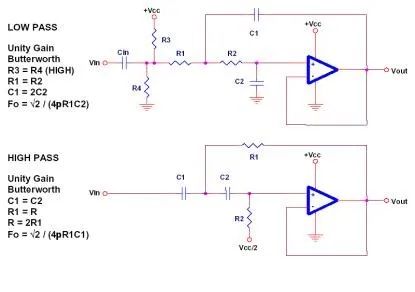 LOW PASS
Unity Gain
Butterworth
R3 = R4 (HIGH)
R1 = R2
C1 = 2C2
Fo = √2 / (4pR1C2)
+Vcc
R3
Cin
Vin
R4
R1
C1
R2
C2
+Vcc
+
-
Vout
HIGH PASS
Unity Gain
Butterworth
C1 = C2
R1 = R
R = 2R1
Fo = √2 / (4pR1C1)
R1
+Vcc
Vin
C1
C2
R2
Vcc/2
+
-
Vout